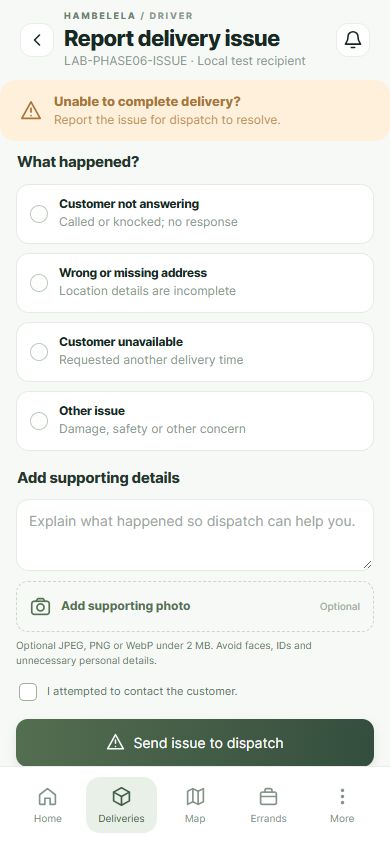 HAMBELELA / DRIVER
Report delivery issue
LAB-PHASE06-ISSUE · Local test recipient
Unable to complete delivery?
Report the issue for dispatch to resolve.
What happened?
Customer not answering
Called or knocked; no response
Wrong or missing address
Location details are incomplete
Customer unavailable
Requested another delivery time
Other issue
Damage, safety or other concern
Add supporting details
Explain what happened so dispatch can help you.
Add supporting photo Optional
Optional JPEG, PNG or WebP under 2 MB. Avoid faces, IDs and
unnecessary personal details.
I attempted to contact the customer.
Send issue to dispatch
Home Deliveries Map Errands More